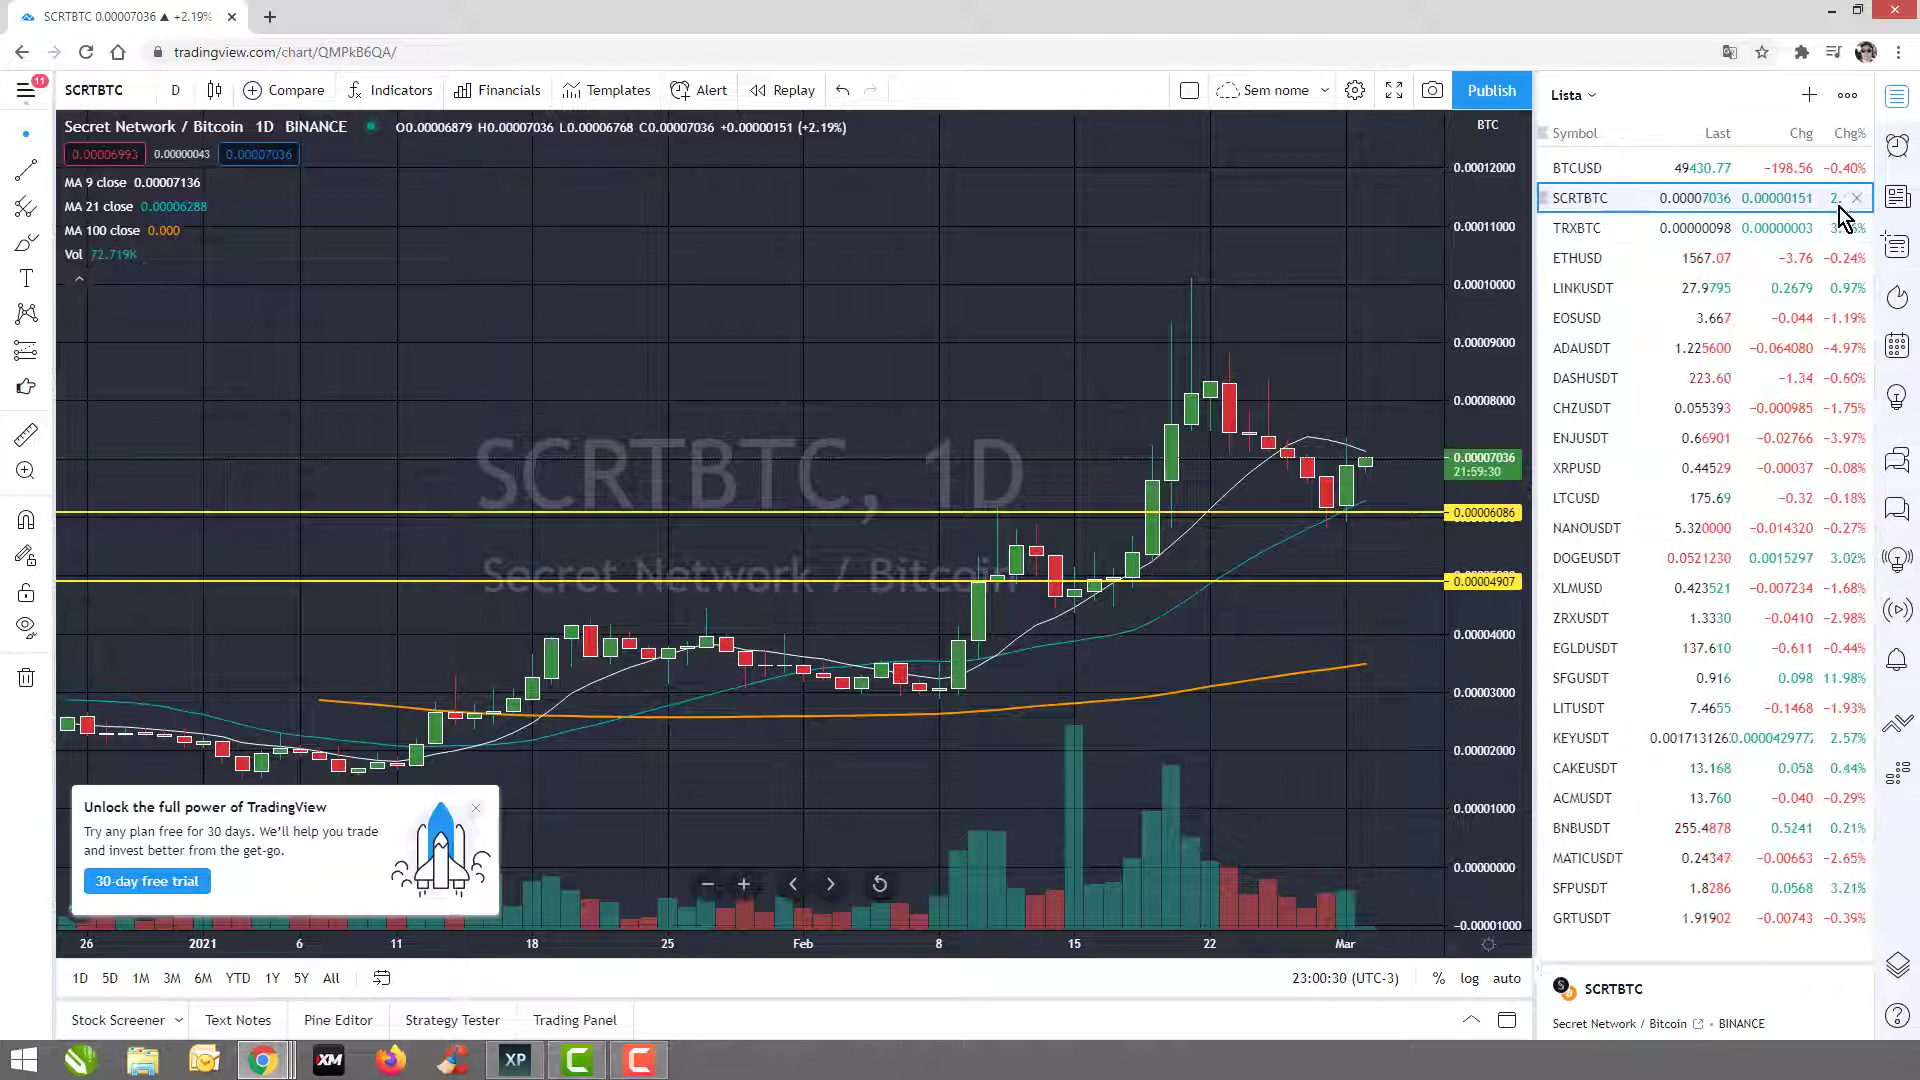 SCRTBTC 0.00007036 ▲ +2.19%
tradingview.com/chart/QMPkB6QA/
11
SCRTBTC D Compare Indicators Financials Templates Alert Replay Sem nome Publish
Secret Network / Bitcoin 1D BINANCE O0.00006879 H0.00007036 L0.00006768 C0.00007036 +0.00000151 (+2.19%)
0.00006993 0.00000043 0.00007036
MA 9 close 0.00007136
MA 21 close 0.00006288
MA 100 close 0.000
Vol 72.719K
SCRTBTC, 1D
Secret Network / Bitcoin
BTC
0.00012000
0.00011000
0.00010000
0.00009000
0.00008000
0.00007036
21:59:30
0.00006086
0.00004907
0.00004000
0.00003000
0.00002000
0.00001000
0.00000000
−0.00001000
Unlock the full power of TradingView
Try any plan free for 30 days. We'll help you trade
and invest better from the get-go.
30-day free trial
26 2021 6 11 18 25 Feb 8 15 22 Mar
1D 5D 1M 3M 6M YTD 1Y 5Y All 23:00:30 (UTC-3) % log auto
Stock Screener Text Notes Pine Editor Strategy Tester Trading Panel
Lista
Symbol Last Chg Chg%
BTCUSD 49430.77 −198.56 −0.40%
SCRTBTC 0.00007036 0.00000151 2.
TRXBTC 0.00000098 0.00000003
ETHUSD 1567.07 −3.76 −0.24%
LINKUSDT 27.9795 0.2679 0.97%
EOSUSD 3.667 −0.044 −1.19%
ADAUSDT 1.225600 −0.064080 −4.97%
DASHUSDT 223.60 −1.34 −0.60%
CHZUSDT 0.055393 −0.000985 −1.75%
ENJUSDT 0.66901 −0.02766 −3.97%
XRPUSD 0.44529 −0.00037 −0.08%
LTCUSD 175.69 −0.32 −0.18%
NANOUSDT 5.320000 −0.014320 −0.27%
DOGEUSDT 0.0521230 0.0015297 3.02%
XLMUSD 0.423521 −0.007234 −1.68%
ZRXUSDT 1.3330 −0.0410 −2.98%
EGLDUSDT 137.610 −0.611 −0.44%
SFGUSDT 0.916 0.098 11.98%
LITUSDT 7.4655 −0.1468 −1.93%
KEYUSDT 0.001713126 0.0000429772 2.57%
CAKEUSDT 13.168 0.058 0.44%
ACMUSDT 13.760 −0.040 −0.29%
BNBUSDT 255.4878 0.5241 0.21%
MATICUSDT 0.24347 −0.00663 −2.65%
SFPUSDT 1.8286 0.0568 3.21%
GRTUSDT 1.91902 −0.00743 −0.39%
SCRTBTC
Secret Network / Bitcoin • BINANCE
XM XP